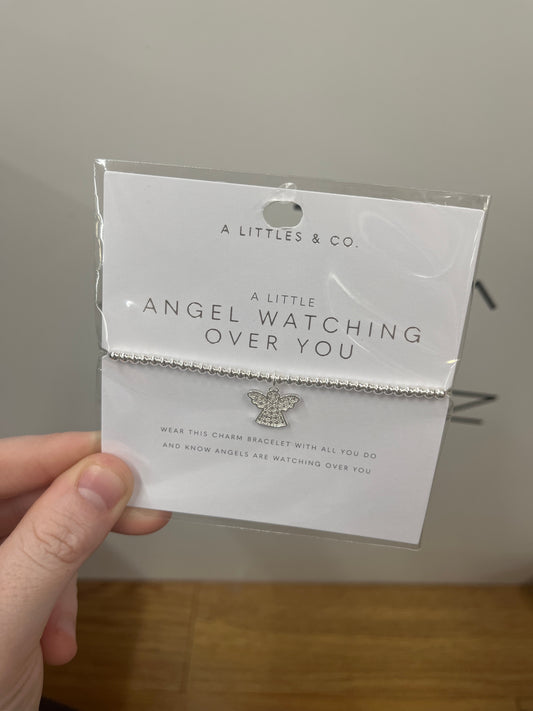 A LITTLES & CO.
A LITTLE
ANGEL WATCHING
OVER YOU
WEAR THIS CHARM BRACELET WITH ALL YOU DO
AND KNOW ANGELS ARE WATCHING OVER YOU